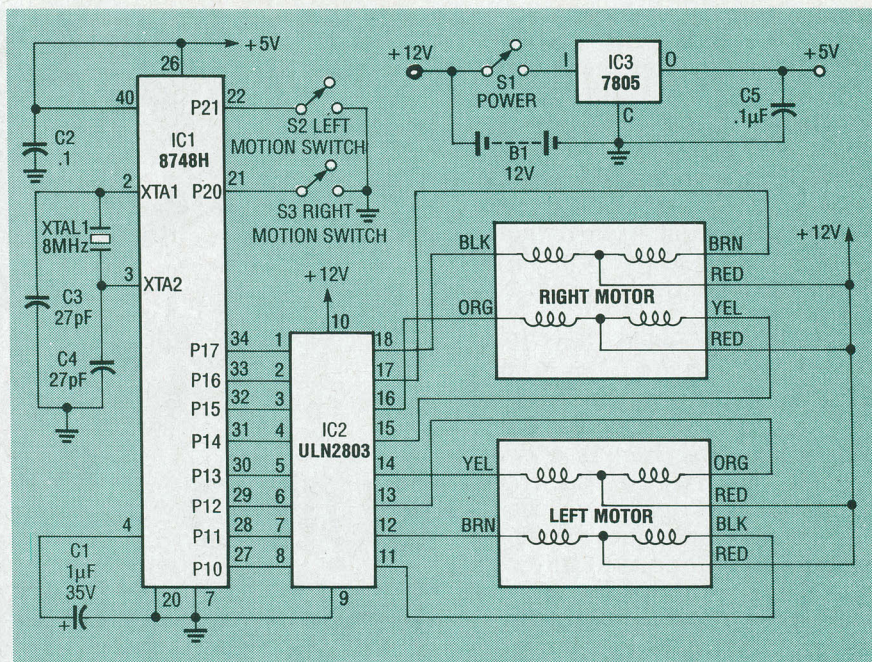 +5V
26
40
IC1
8748H
P21
22
S2 LEFT
MOTION SWITCH
C2
.1
2
XTA1
P20
21
S3 RIGHT
MOTION SWITCH
XTAL1
8MHz
3
XTA2
C3
27pF
C4
27pF
+12V
S1
POWER
I
IC3
7805
O
C
+5V
C5
.1µF
B1
12V
+12V
10
P17
34
1
18
P16
33
2
17
P15
32
3
16
P14
31
4
15
IC2
ULN2803
P13
30
5
14
P12
29
6
13
P11
28
7
12
P10
27
8
11
4
C1
1µF
35V
+
20
7
9
BLK
BRN
RED
RIGHT MOTOR
ORG
YEL
RED
+12V
YEL
ORG
RED
LEFT MOTOR
BRN
BLK
RED